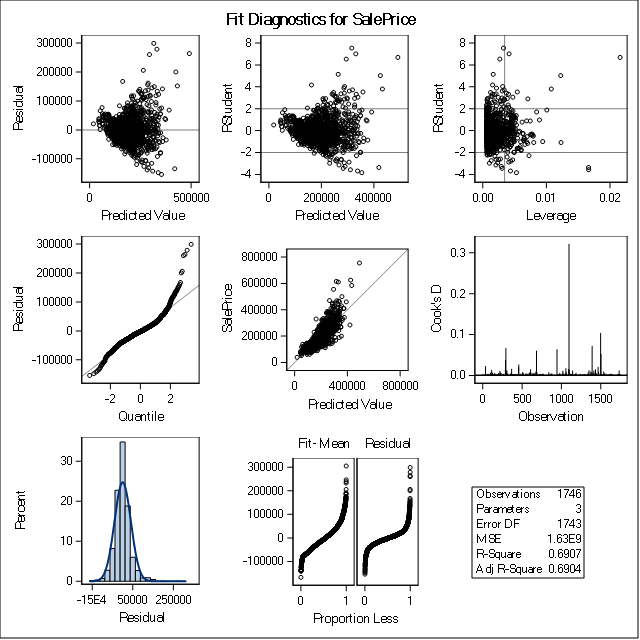 Fit Diagnostics for SalePrice
300000
200000
100000
0
-100000
Residual
0
500000
Predicted Value
8
6
4
2
0
-2
-4
RStudent
0
200000
400000
Predicted Value
8
6
4
2
0
-2
-4
RStudent
0.00
0.01
0.02
Leverage
300000
200000
100000
0
-100000
Residual
-2
0
2
Quantile
800000
600000
400000
200000
0
SalePrice
0
400000
800000
Predicted Value
0.3
0.2
0.1
0.0
Cook's D
0
500
1000
1500
Observation
30
20
10
0
Percent
-15E4
50000
250000
Residual
Fit-Mean
Residual
300000
200000
100000
0
-100000
0
1
0
1
Proportion Less
Observations 1746
Parameters 3
Error DF 1743
MSE 1.63E9
R-Square 0.6907
Adj R-Square 0.6904